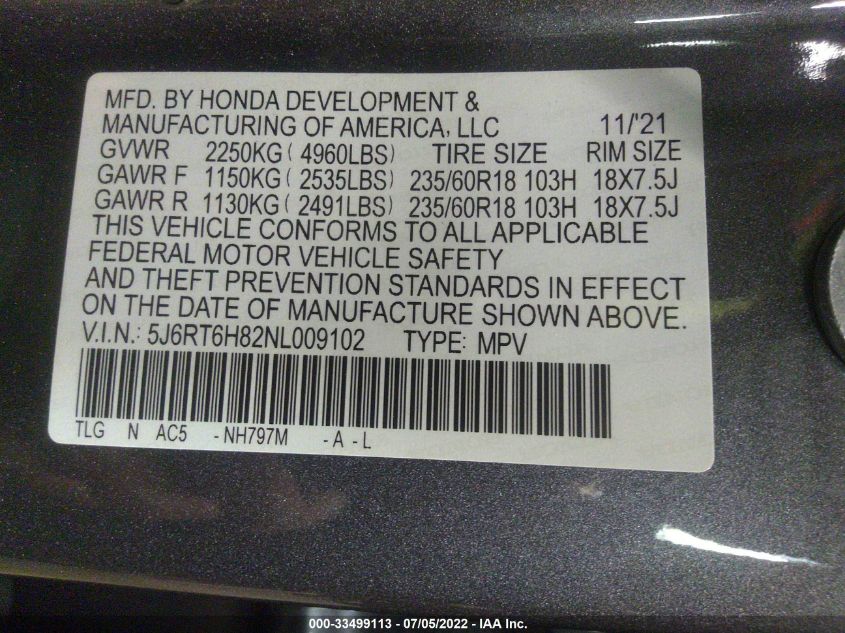 MFD. BY HONDA DEVELOPMENT &
MANUFACTURING OF AMERICA, LLC 11/'21
GVWR 2250KG( 4960LBS) TIRE SIZE RIM SIZE
GAWR F 1150KG( 2535LBS) 235/60R18 103H 18X7.5J
GAWR R 1130KG( 2491LBS) 235/60R18 103H 18X7.5J
THIS VEHICLE CONFORMS TO ALL APPLICABLE
FEDERAL MOTOR VEHICLE SAFETY
AND THEFT PREVENTION STANDARDS IN EFFECT
ON THE DATE OF MANUFACTURE SHOWN ABOVE.
V.I.N.: 5J6RT6H82NL009102 TYPE: MPV
TLG N AC5 -NH797M -A-L
000-33499113 - 07/05/2022 - IAA Inc.